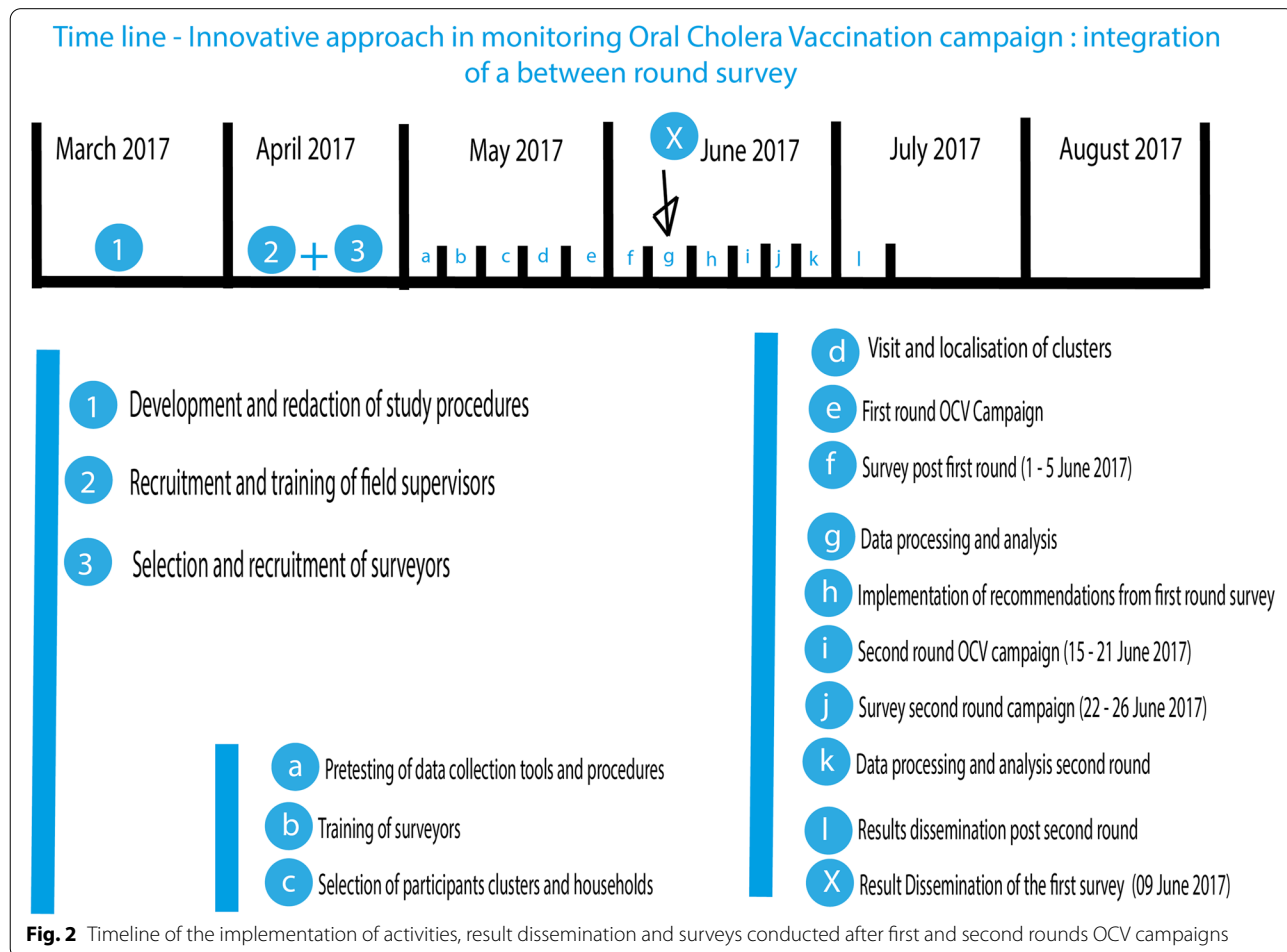 Time line - Innovative approach in monitoring Oral Cholera Vaccination campaign : integration
of a between round survey
March 2017
April 2017
May 2017
X
June 2017
July 2017
August 2017
1
2 + 3
a
b
c
d
e
f
g
h
i
j
k
l
1 Development and redaction of study procedures
2 Recruitment and training of field supervisors
3 Selection and recruitment of surveyors
a Pretesting of data collection tools and procedures
b Training of surveyors
c Selection of participants clusters and households
d Visit and localisation of clusters
e First round OCV Campaign
f Survey post first round (1 - 5 June 2017)
g Data processing and analysis
h Implementation of recommendations from first round survey
i Second round OCV campaign (15 - 21 June 2017)
j Survey second round campaign (22 - 26 June 2017)
k Data processing and analysis second round
l Results dissemination post second round
X Result Dissemination of the first survey (09 June 2017)
Fig. 2 Timeline of the implementation of activities, result dissemination and surveys conducted after first and second rounds OCV campaigns